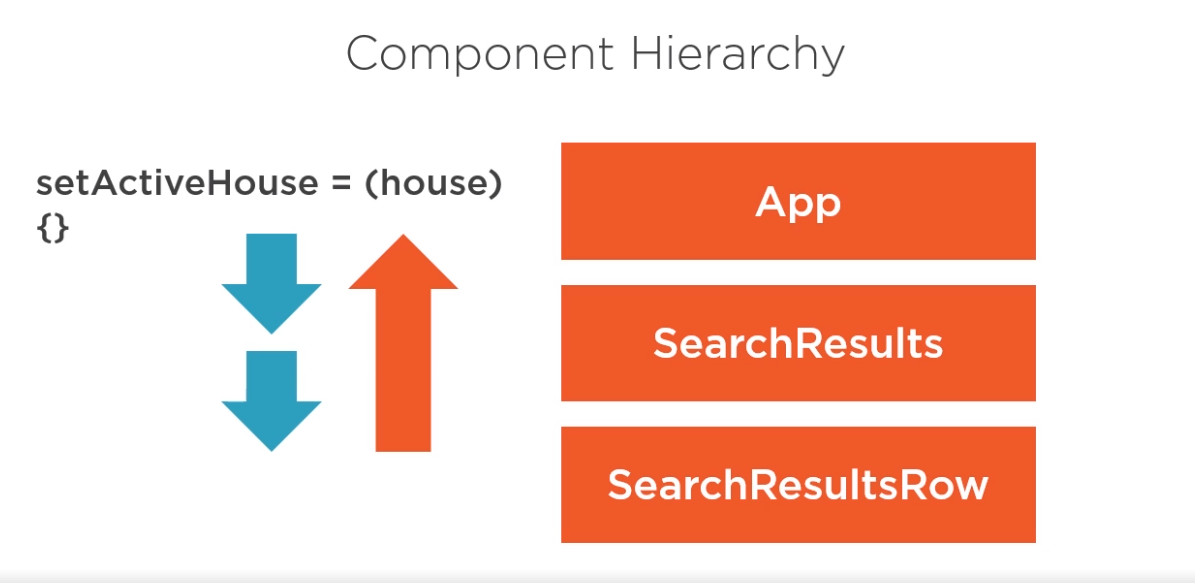 Component Hierarchy
setActiveHouse = (house)
{}
App
SearchResults
SearchResultsRow